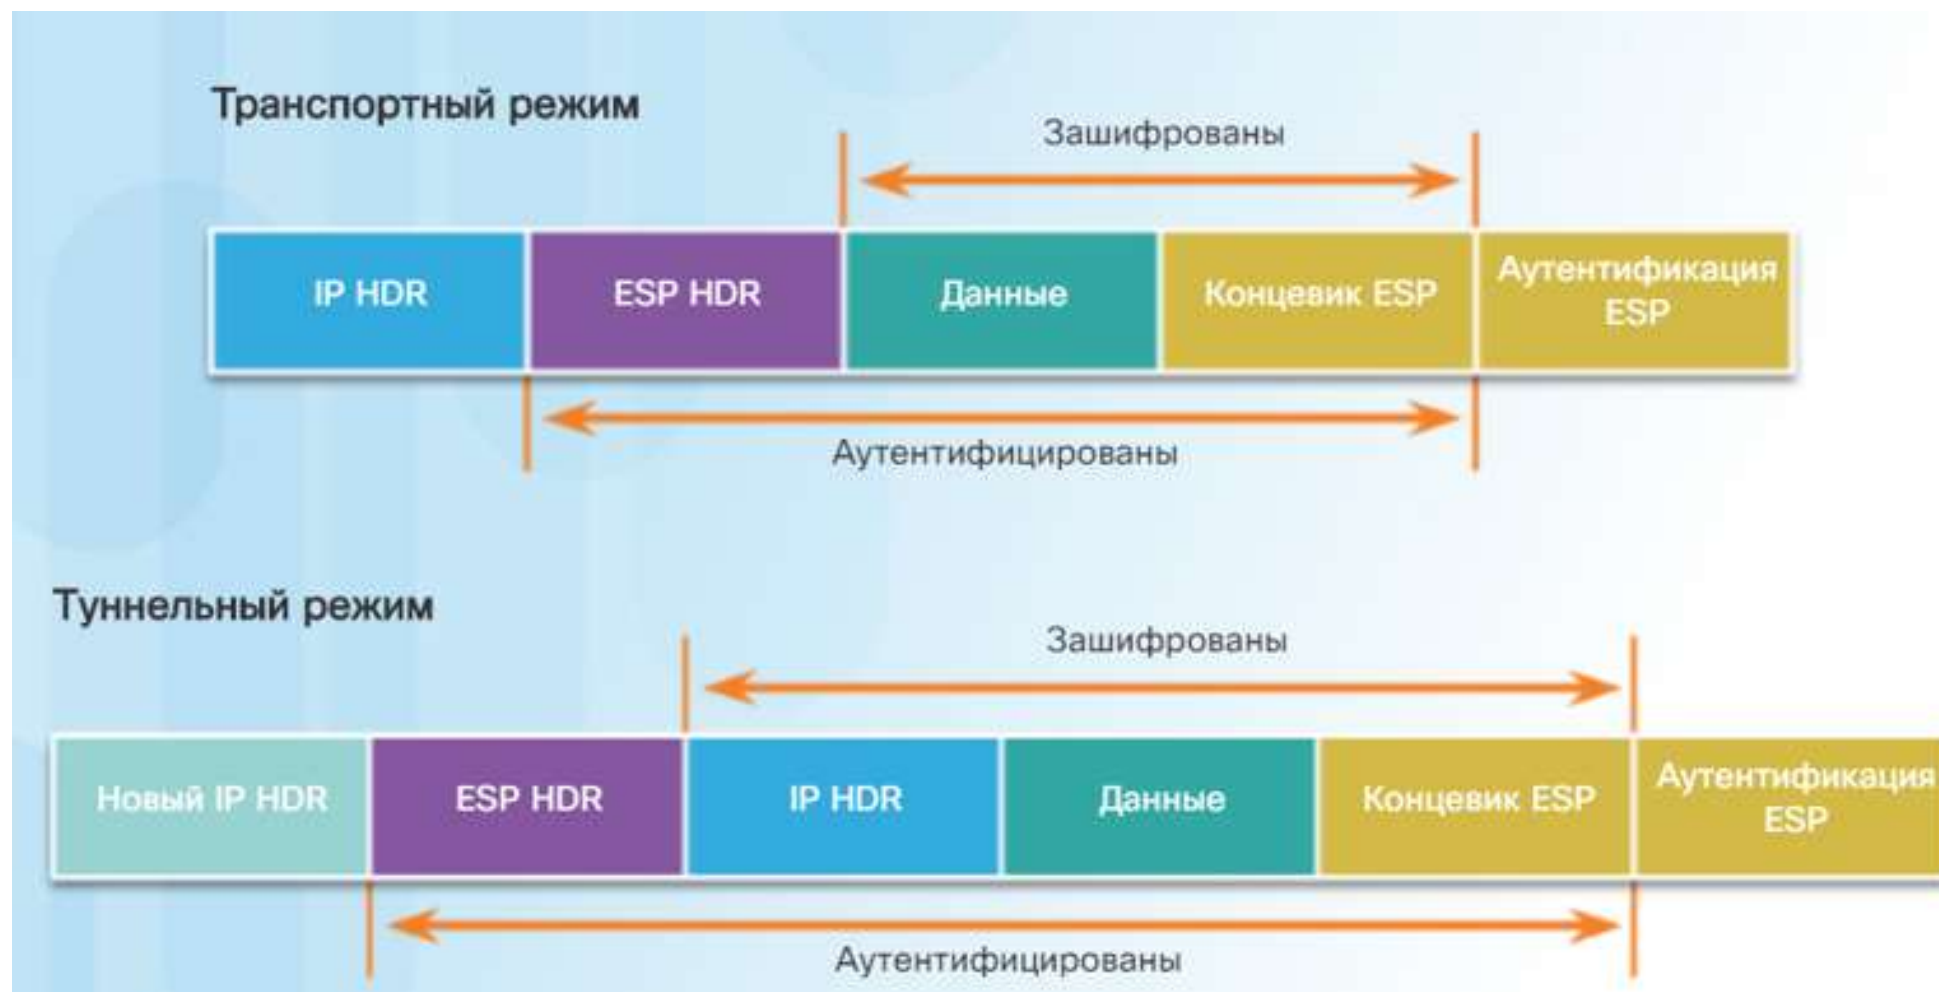 Транспортный режим
Зашифрованы
IP HDR
ESP HDR
Данные
Концевик ESP
Аутентификация
ESP
Аутентифицированы
Туннельный режим
Зашифрованы
Новый IP HDR
ESP HDR
IP HDR
Данные
Концевик ESP
Аутентификация
ESP
Аутентифицированы